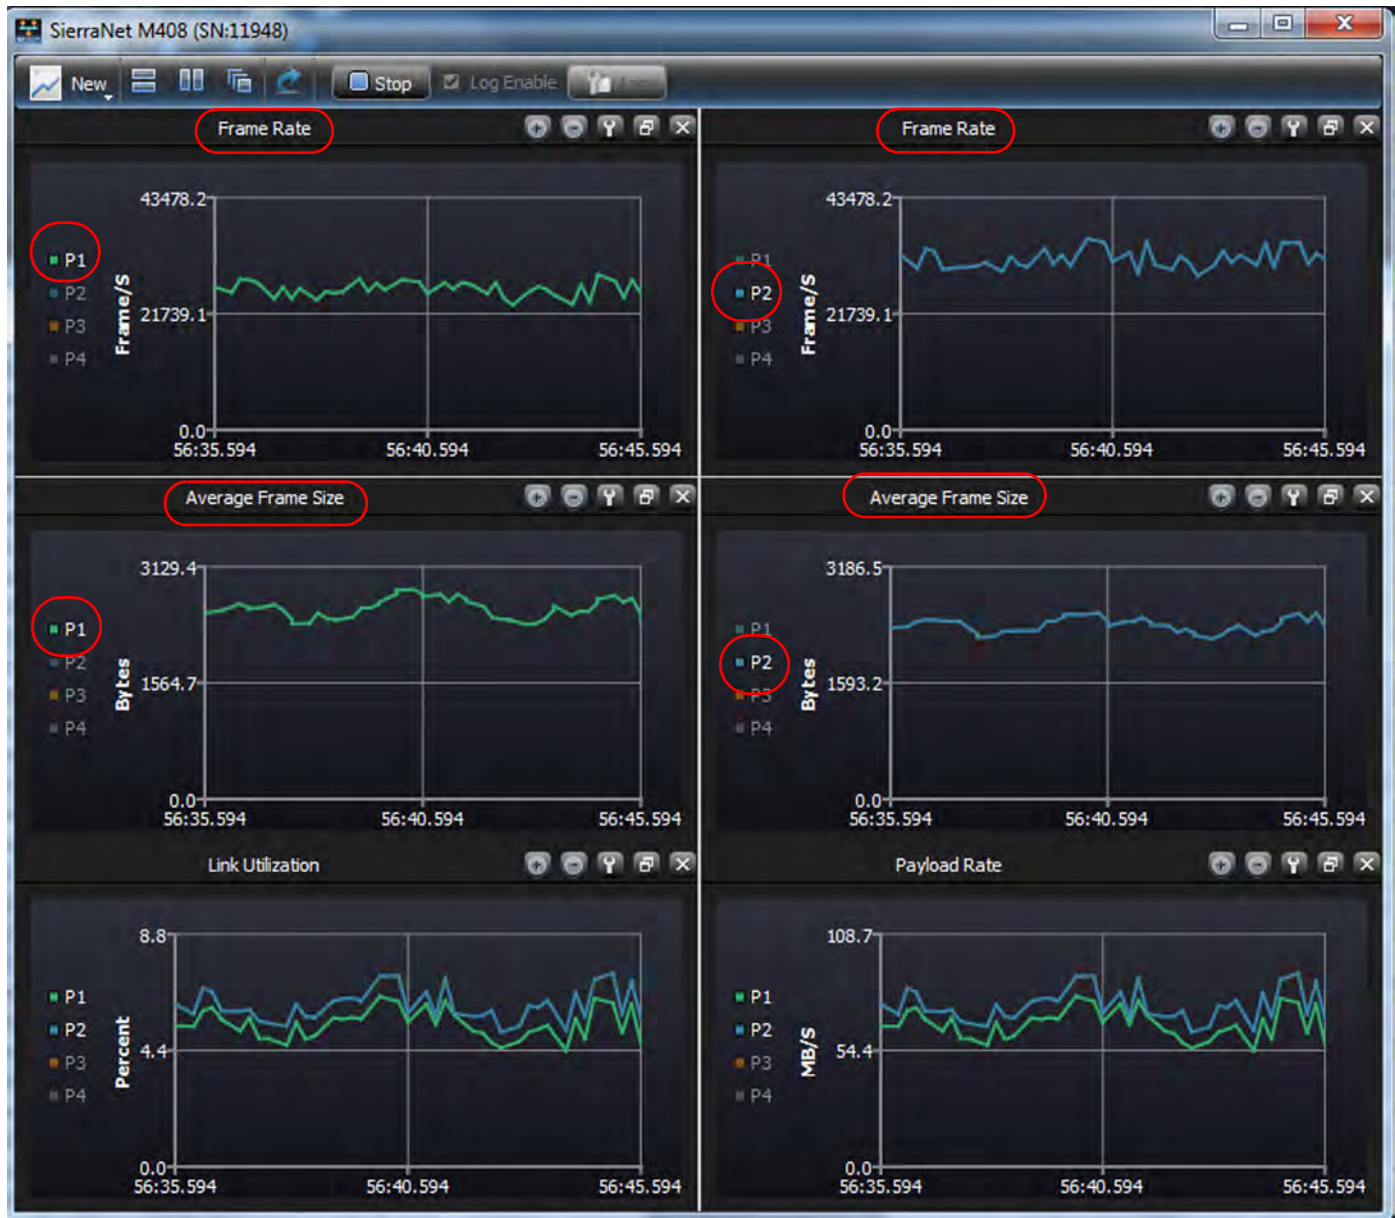 SierraNet M408 (SN:11948)
New
Stop
Log Enable
Frame Rate
43478.2
21739.1
0.0
Frame/S
P1
P2
P3
P4
56:35.594 56:40.594 56:45.594
Frame Rate
43478.2
21739.1
0.0
Frame/S
P1
P2
P3
P4
56:35.594 56:40.594 56:45.594
Average Frame Size
3129.4
1564.7
0.0
Bytes
P1
P2
P3
P4
56:35.594 56:40.594 56:45.594
Average Frame Size
3186.5
1593.2
0.0
Bytes
P1
P2
P3
P4
56:35.594 56:40.594 56:45.594
Link Utilization
8.8
4.4
0.0
Percent
P1
P2
P3
P4
56:35.594 56:40.594 56:45.594
Payload Rate
108.7
54.4
0.0
MB/S
P1
P2
P3
P4
56:35.594 56:40.594 56:45.594